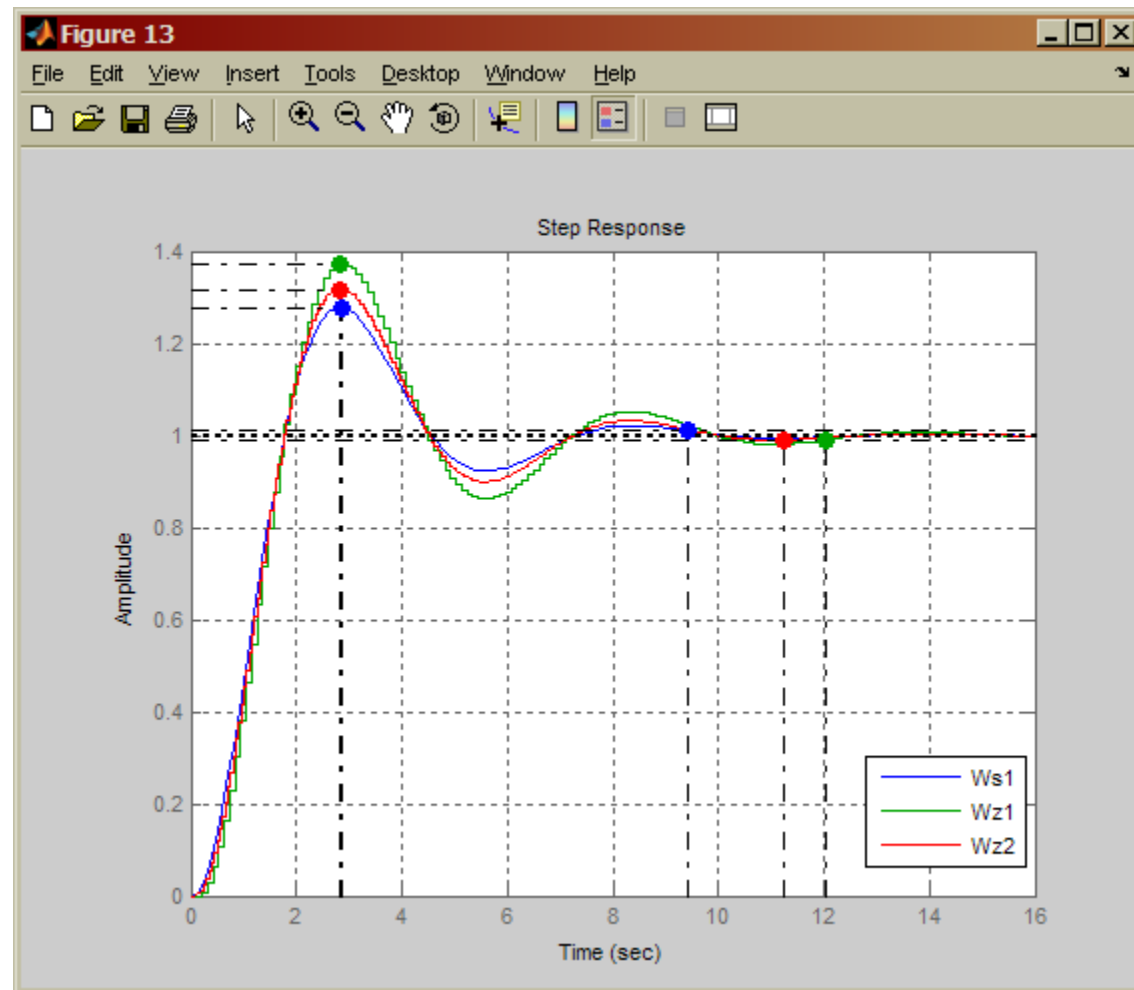 Figure 13
File Edit View Insert Tools Desktop Window Help
Step Response
1.4
1.2
1
0.8
0.6
0.4
0.2
0
Amplitude
0 2 4 6 8 10 12 14 16
Time (sec)
Ws1
Wz1
Wz2